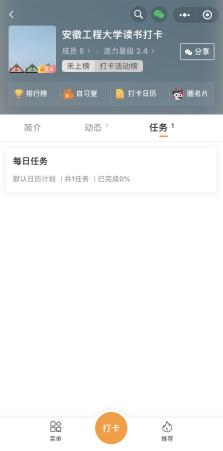 安徽工程大学读书打卡
成员 5 活力星级 2.4
未上榜 打卡活动榜
分享
排行榜 自习室 打卡日历 圈名片
简介 动态 1 任务 1
每日任务
默认日历计划 | 共1任务 | 已完成0%
菜单 打卡 推荐